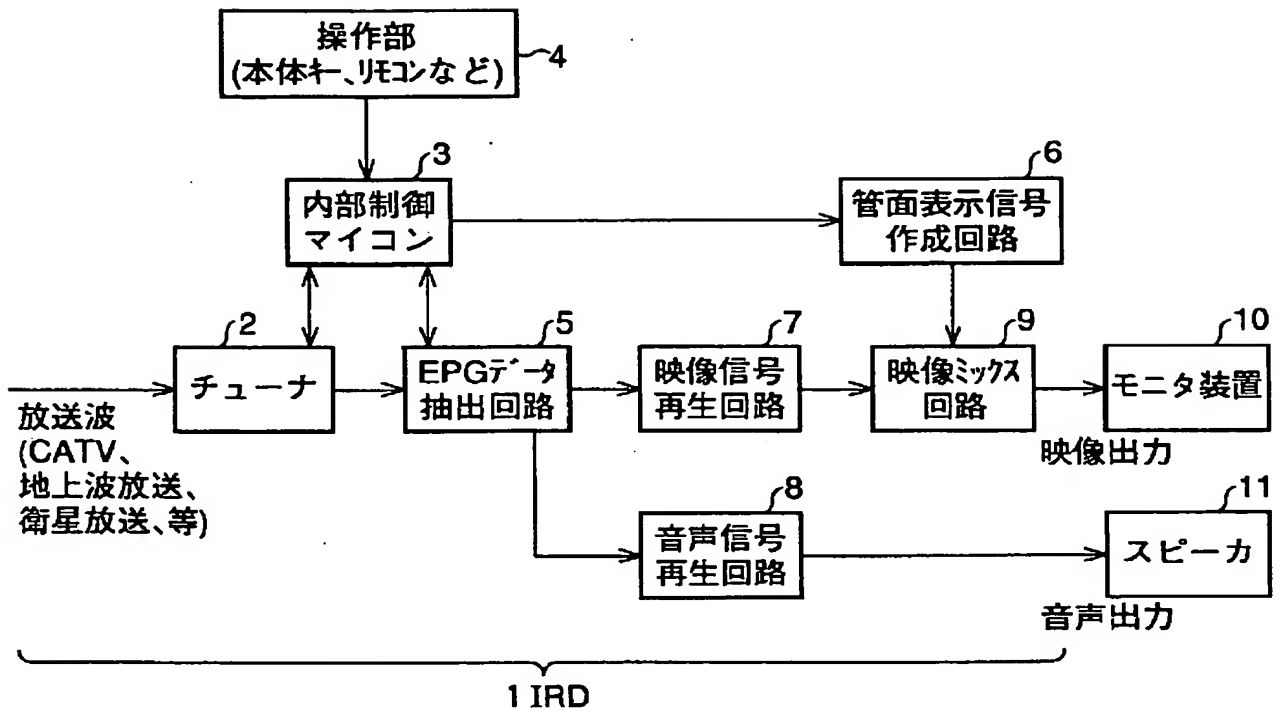 操作部
(本体キー、リモコンなど)
4
3
内部制御
マイコン
6
管面表示信号
作成回路
2
チューナ
5
EPGデータ
抽出回路
7
映像信号
再生回路
9
映像ミックス
回路
10
モニタ装置
放送波
(CATV、
地上波放送、
衛星放送、等)
映像出力
8
音声信号
再生回路
11
スピーカ
音声出力
1 IRD